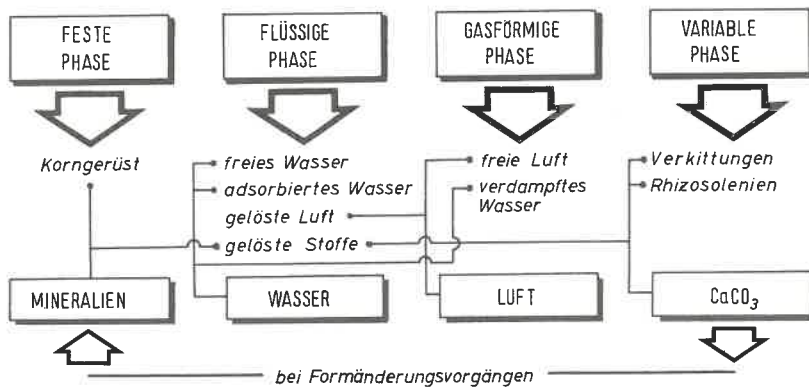 FESTE
PHASE
FLÜSSIGE
PHASE
GASFÖRMIGE
PHASE
VARIABLE
PHASE
Korngerüst
freies Wasser
adsorbiertes Wasser
gelöste Luft
gelöste Stoffe
freie Luft
verdampftes
Wasser
Verkittungen
Rhizosolenien
MINERALIEN
WASSER
LUFT
CaCO₃
bei Formänderungsvorgängen